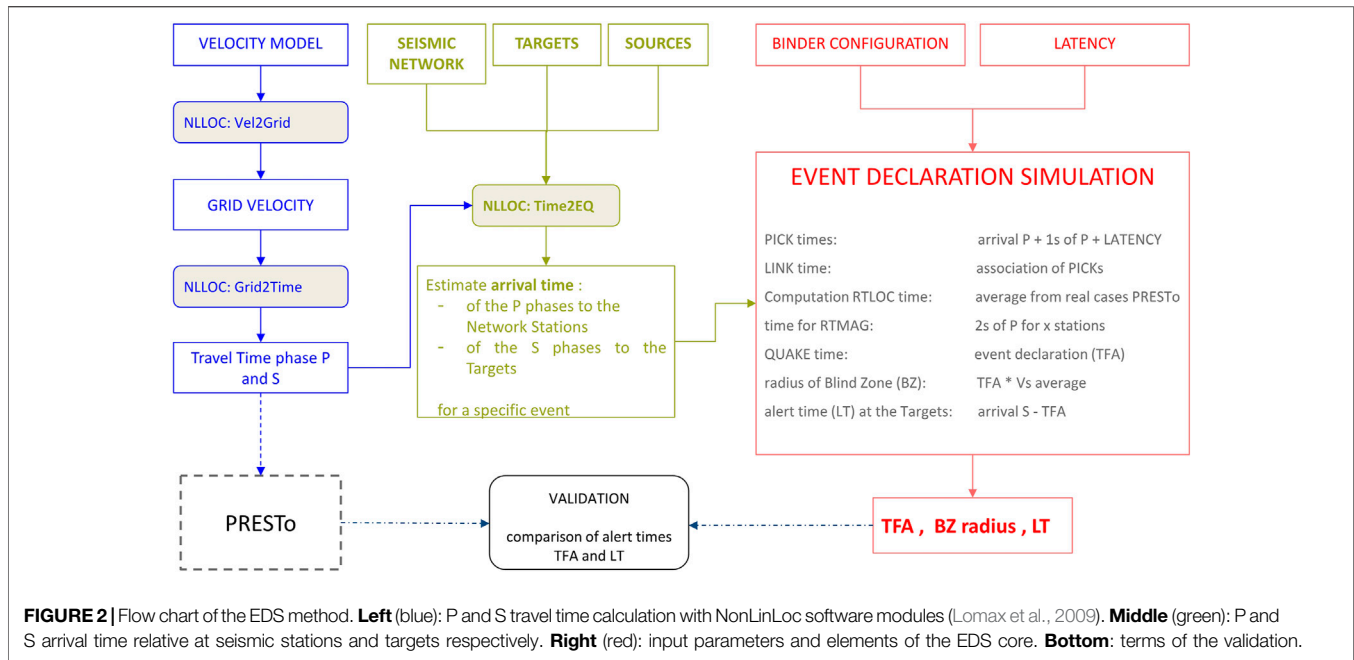 VELOCITY MODEL
NLLOC: Vel2Grid
GRID VELOCITY
NLLOC: Grid2Time
Travel Time phase P
and S
PRESTo
SEISMIC
NETWORK
TARGETS
SOURCES
NLLOC: Time2EQ
Estimate arrival time :
- of the P phases to the
Network Stations
- of the S phases to the
Targets
for a specific event
VALIDATION
comparison of alert times
TFA and LT
BINDER CONFIGURATION
LATENCY
EVENT DECLARATION SIMULATION
PICK times: arrival P + 1s of P + LATENCY
LINK time: association of PICKs
Computation RTLOC time: average from real cases PRESTo
time for RTMAG: 2s of P for x stations
QUAKE time: event declaration (TFA)
radius of Blind Zone (BZ): TFA * Vs average
alert time (LT) at the Targets: arrival S - TFA
TFA , BZ radius , LT
FIGURE 2 | Flow chart of the EDS method. Left (blue): P and S travel time calculation with NonLinLoc software modules (Lomax et al., 2009). Middle (green): P and
S arrival time relative at seismic stations and targets respectively. Right (red): input parameters and elements of the EDS core. Bottom: terms of the validation.